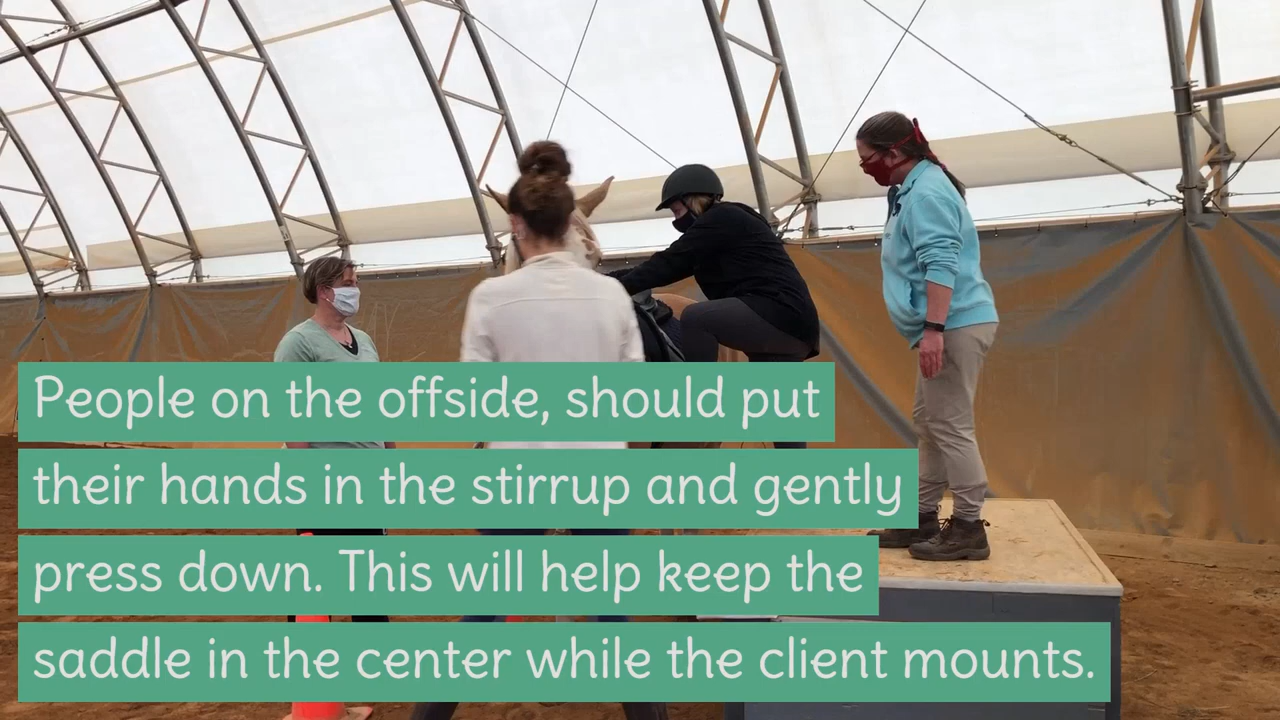 People on the offside, should put
their hands in the stirrup and gently
press down. This will help keep the
saddle in the center while the client mounts.